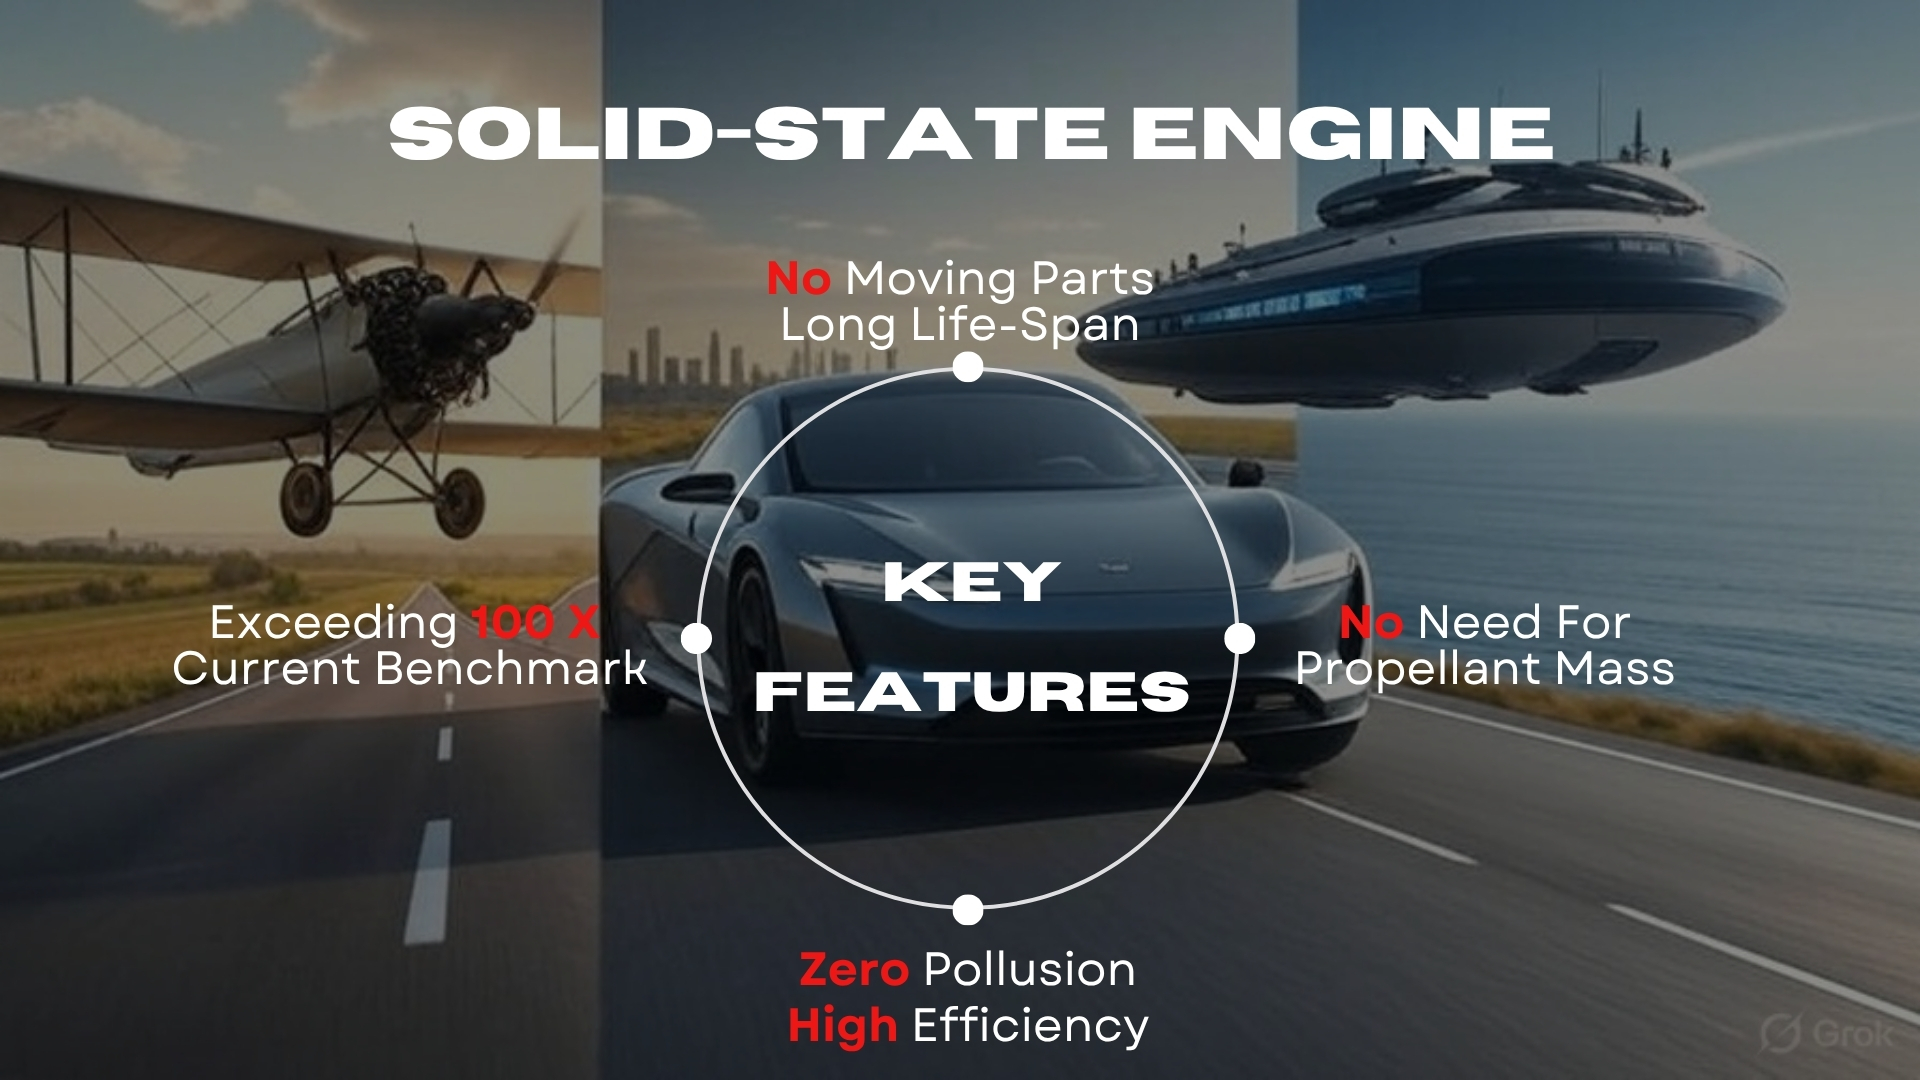 SOLID-STATE ENGINE
No Moving Parts
Long Life-Span
Exceeding 100 X
Current Benchmark
KEY
FEATURES
No Need For
Propellant Mass
Zero Pollusion
High Efficiency
Grok